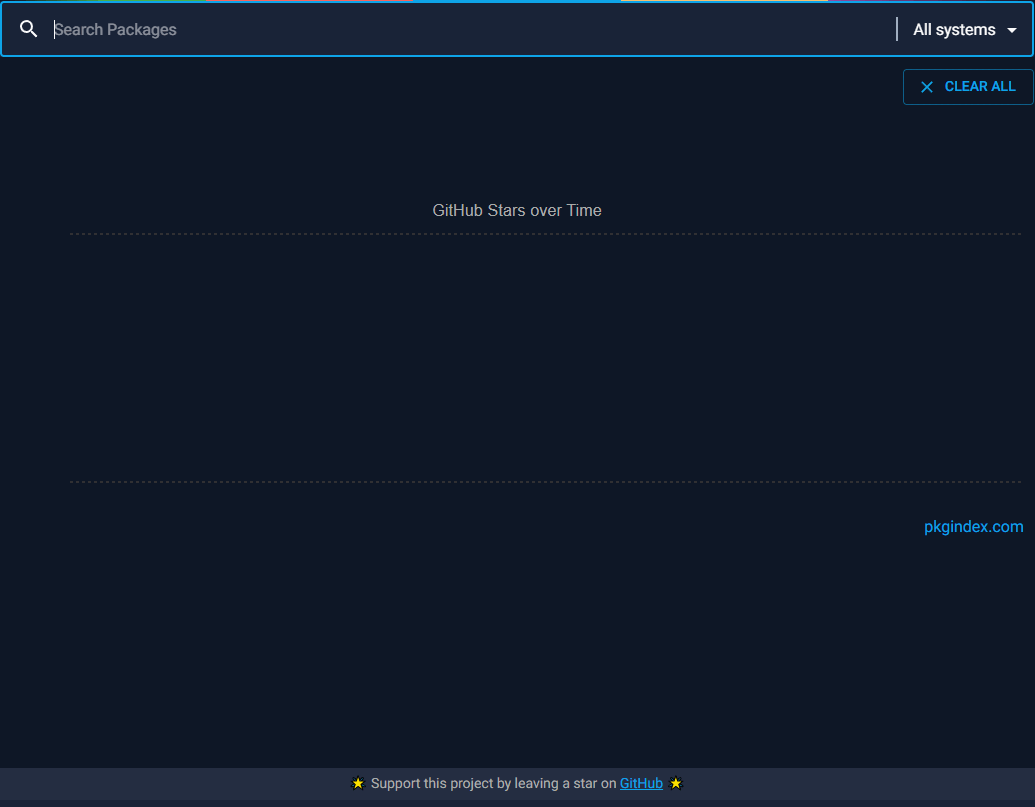 Search Packages
All systems
CLEAR ALL
GitHub Stars over Time
pkgindex.com
Support this project by leaving a star on GitHub